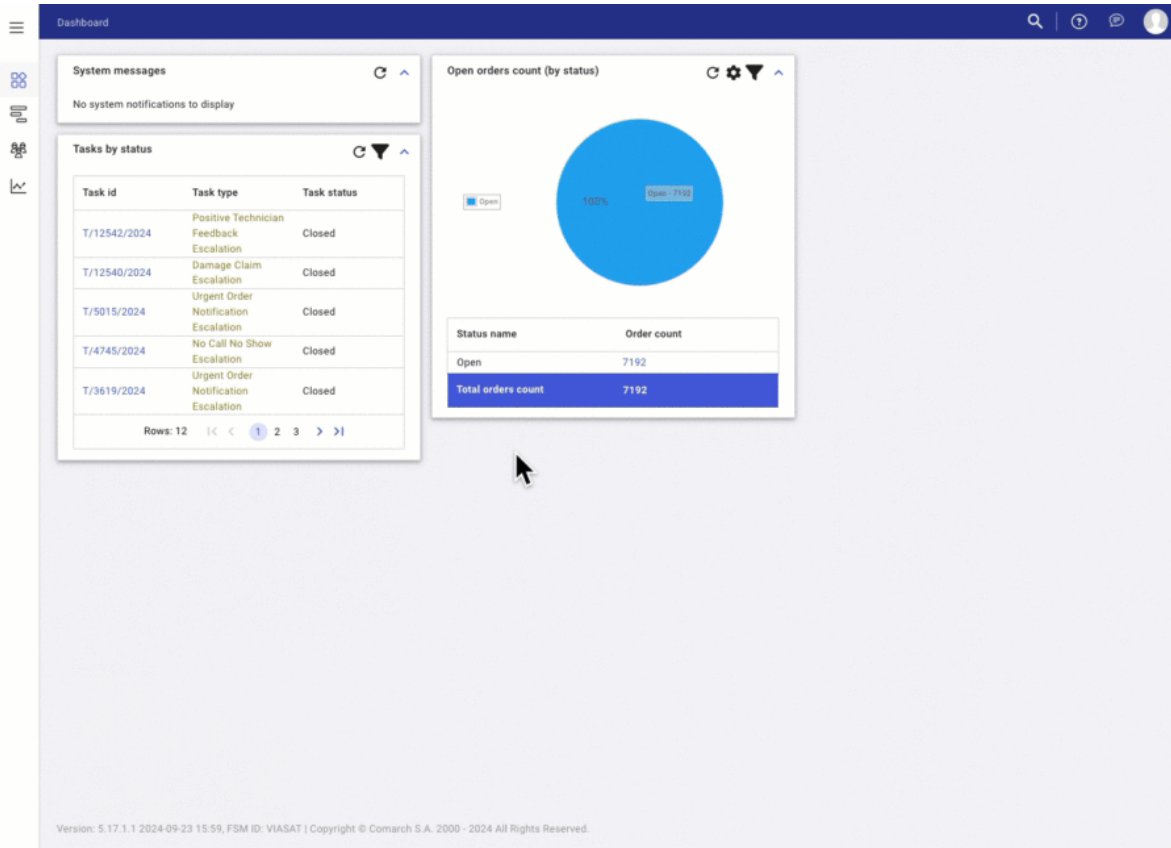 Dashboard
System messages
No system notifications to display
Tasks by status
Task id Task type Task status
T/12542/2024 Positive Technician Feedback Escalation Closed
T/12540/2024 Damage Claim Escalation Closed
T/5015/2024 Urgent Order Notification Escalation Closed
T/4745/2024 No Call No Show Escalation Closed
T/3619/2024 Urgent Order Notification Escalation Closed
Rows: 12 1 2 3
Open orders count (by status)
Open
100%
Open - 7192
Status name Order count
Open 7192
Total orders count 7192
Version: 5.17.1.1 2024-09-23 15:59, FSM ID: VIASAT | Copyright © Comarch S.A. 2000 - 2024 All Rights Reserved.